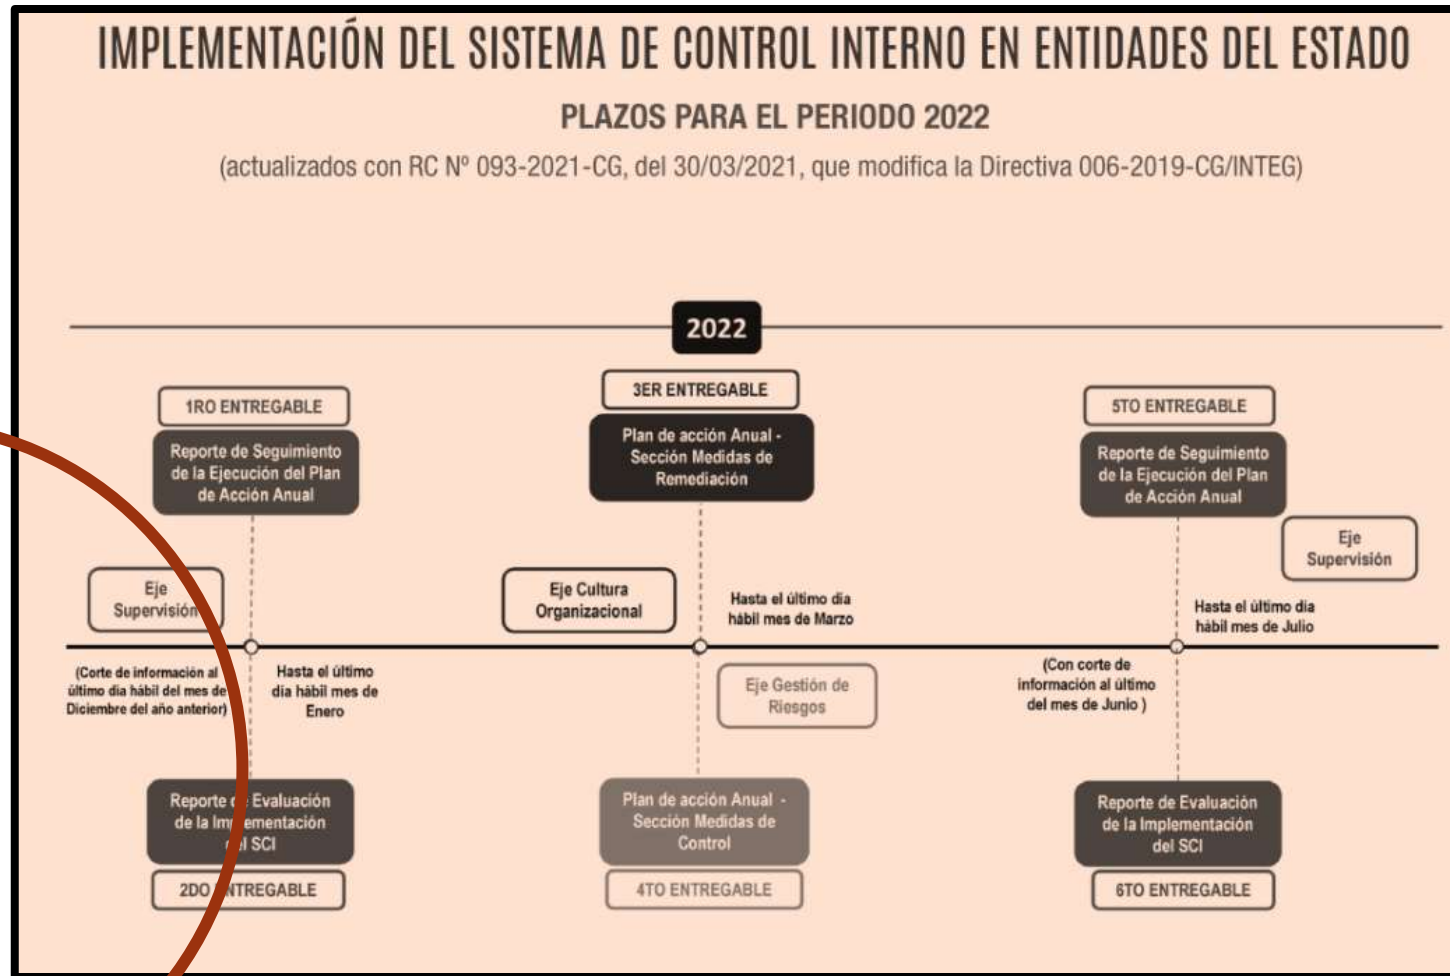 IMPLEMENTACIÓN DEL SISTEMA DE CONTROL INTERNO EN ENTIDADES DEL ESTADO
PLAZOS PARA EL PERIODO 2022
(actualizados con RC Nº 093-2021-CG, del 30/03/2021, que modifica la Directiva 006-2019-CG/INTEG)
2022
1RO ENTREGABLE
Reporte de Seguimiento
de la Ejecución del Plan
de Acción Anual
Eje
Supervisión
(Corte de información al
último dia hábil del mes de
Diciembre del año anterior)
Hasta el último
día hábil mes de
Enero
Reporte de Evaluación
de la Implementación
del SCI
2DO ENTREGABLE
3ER ENTREGABLE
Plan de acción Anual -
Sección Medidas de
Remediación
Eje Cultura
Organizacional
Hasta el último día
hábil mes de Marzo
Eje Gestión de
Riesgos
Plan de acción Anual -
Sección Medidas de
Control
4TO ENTREGABLE
5TO ENTREGABLE
Reporte de Seguimiento
de la Ejecución del Plan
de Acción Anual
Eje
Supervisión
Hasta el último día
hábil mes de Julio
(Con corte de
información al último
del mes de Junio )
Reporte de Evaluación
de la Implementación
del SCI
6TO ENTREGABLE